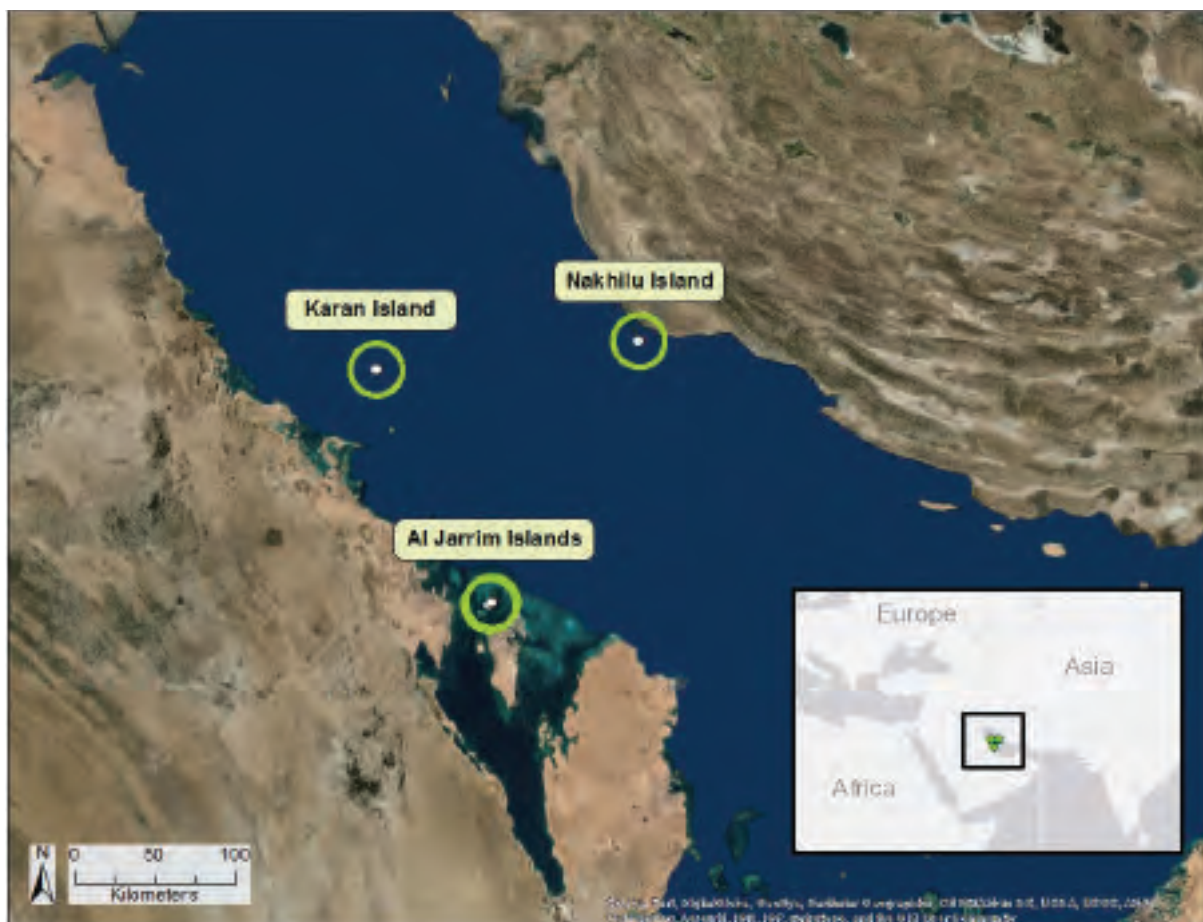 Nakhilu Island
Karan Island
Al Jarrim Islands
Europe
Asia
Africa
N
0 50 100
Kilometers